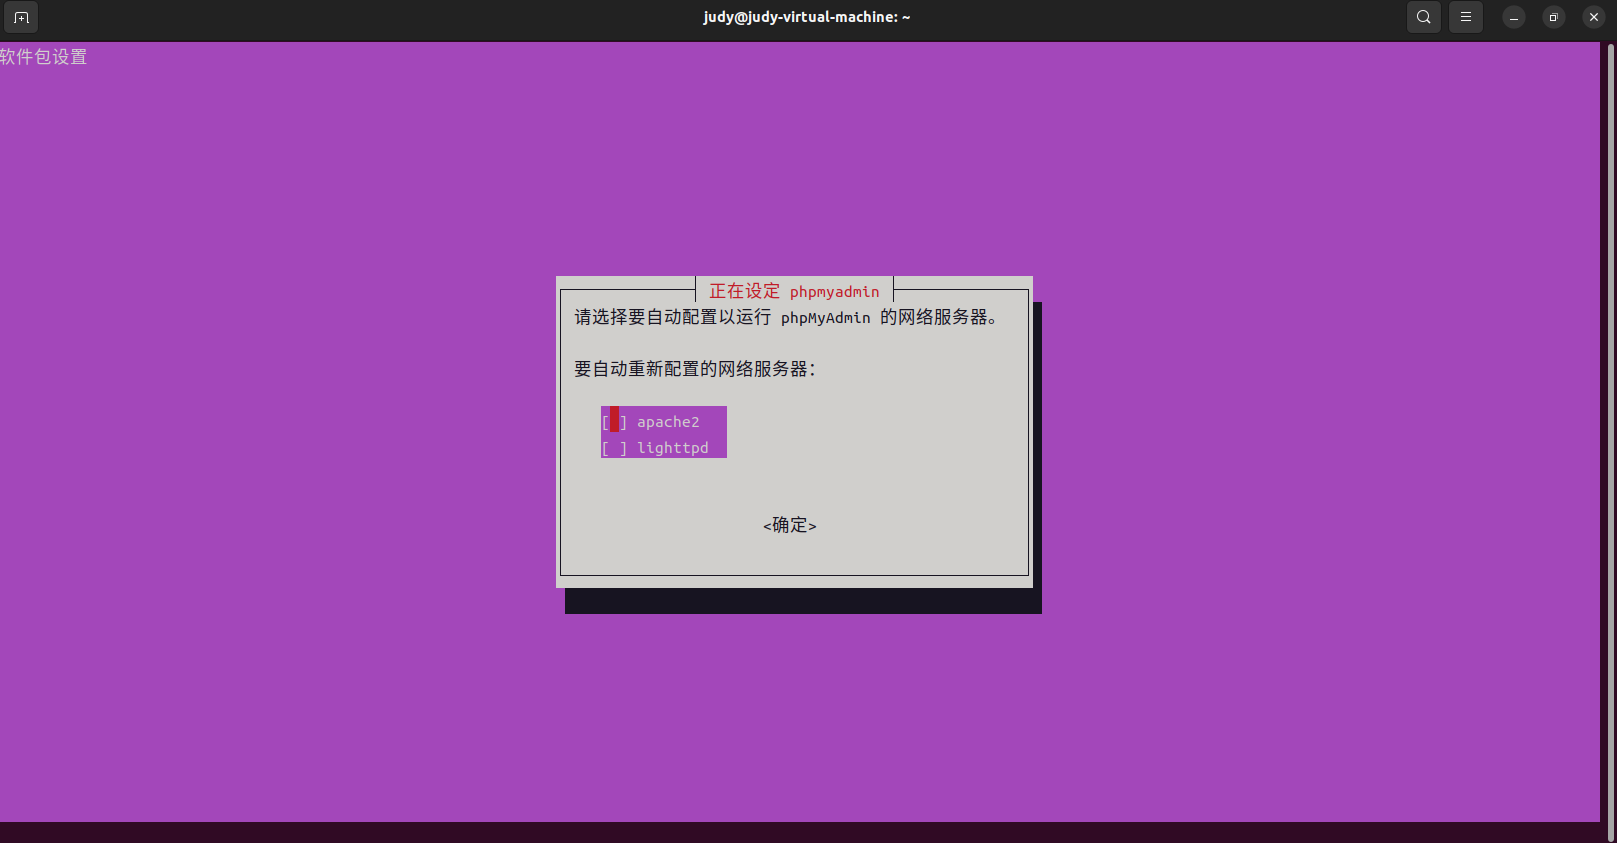 judy@judy-virtual-machine: ~
软件包设置
正在设定 phpmyadmin
请选择要自动配置以运行 phpMyAdmin 的网络服务器。
要自动重新配置的网络服务器:
[ ] apache2
[ ] lighttpd
<确定>